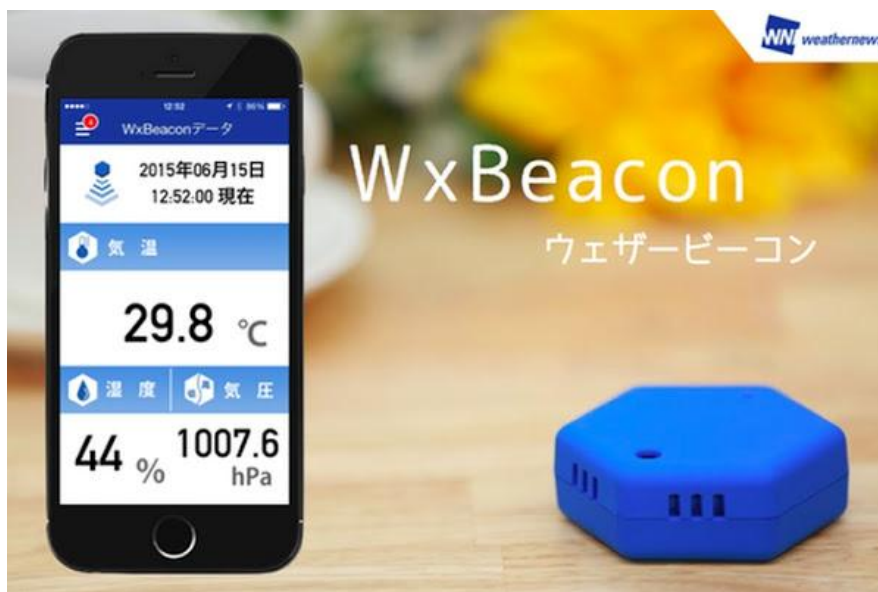 WNI weathernews
12:52 86%
4
WxBeaconデータ
2015年06月15日
12:52:00 現在
気温
29.8 ℃
湿度 気圧
44 % 1007.6 hPa
WxBeacon
ウェザービーコン